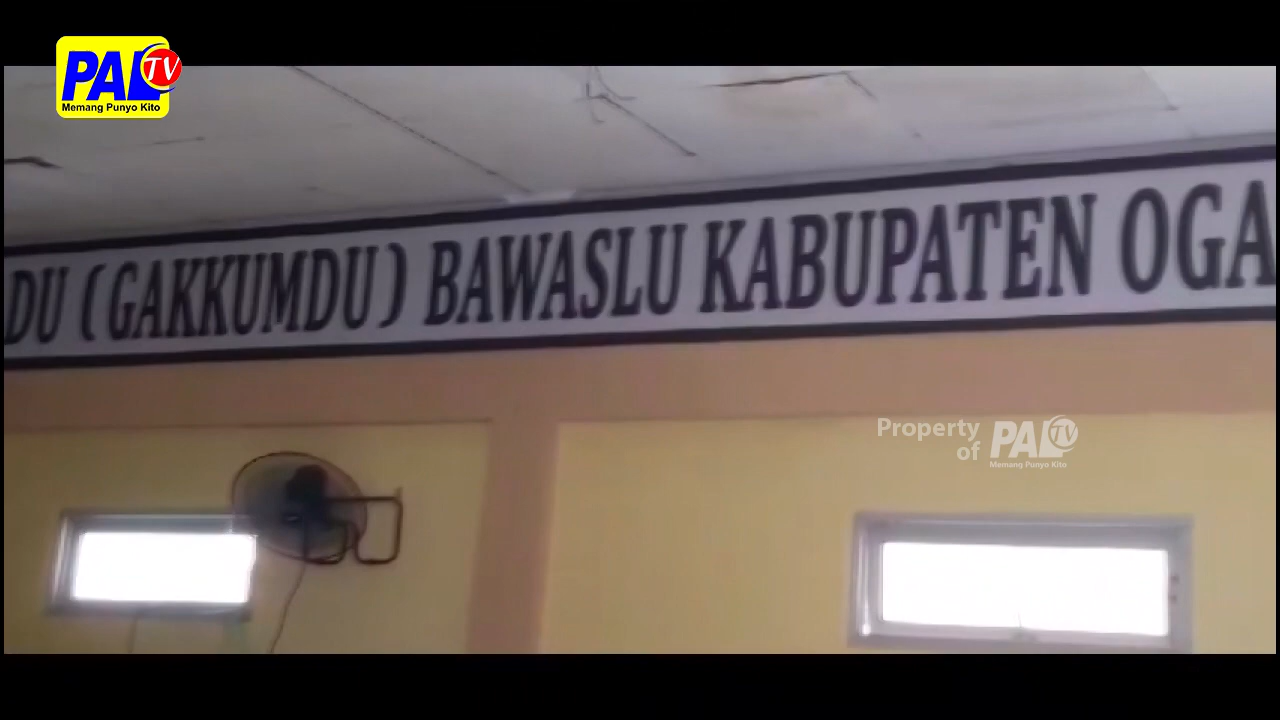 PAL TV
Memang Punyo Kito
DU ( GAKKUMDU ) BAWASLU KABUPATEN OGA
Property of PAL TV
Memang Punyo Kito